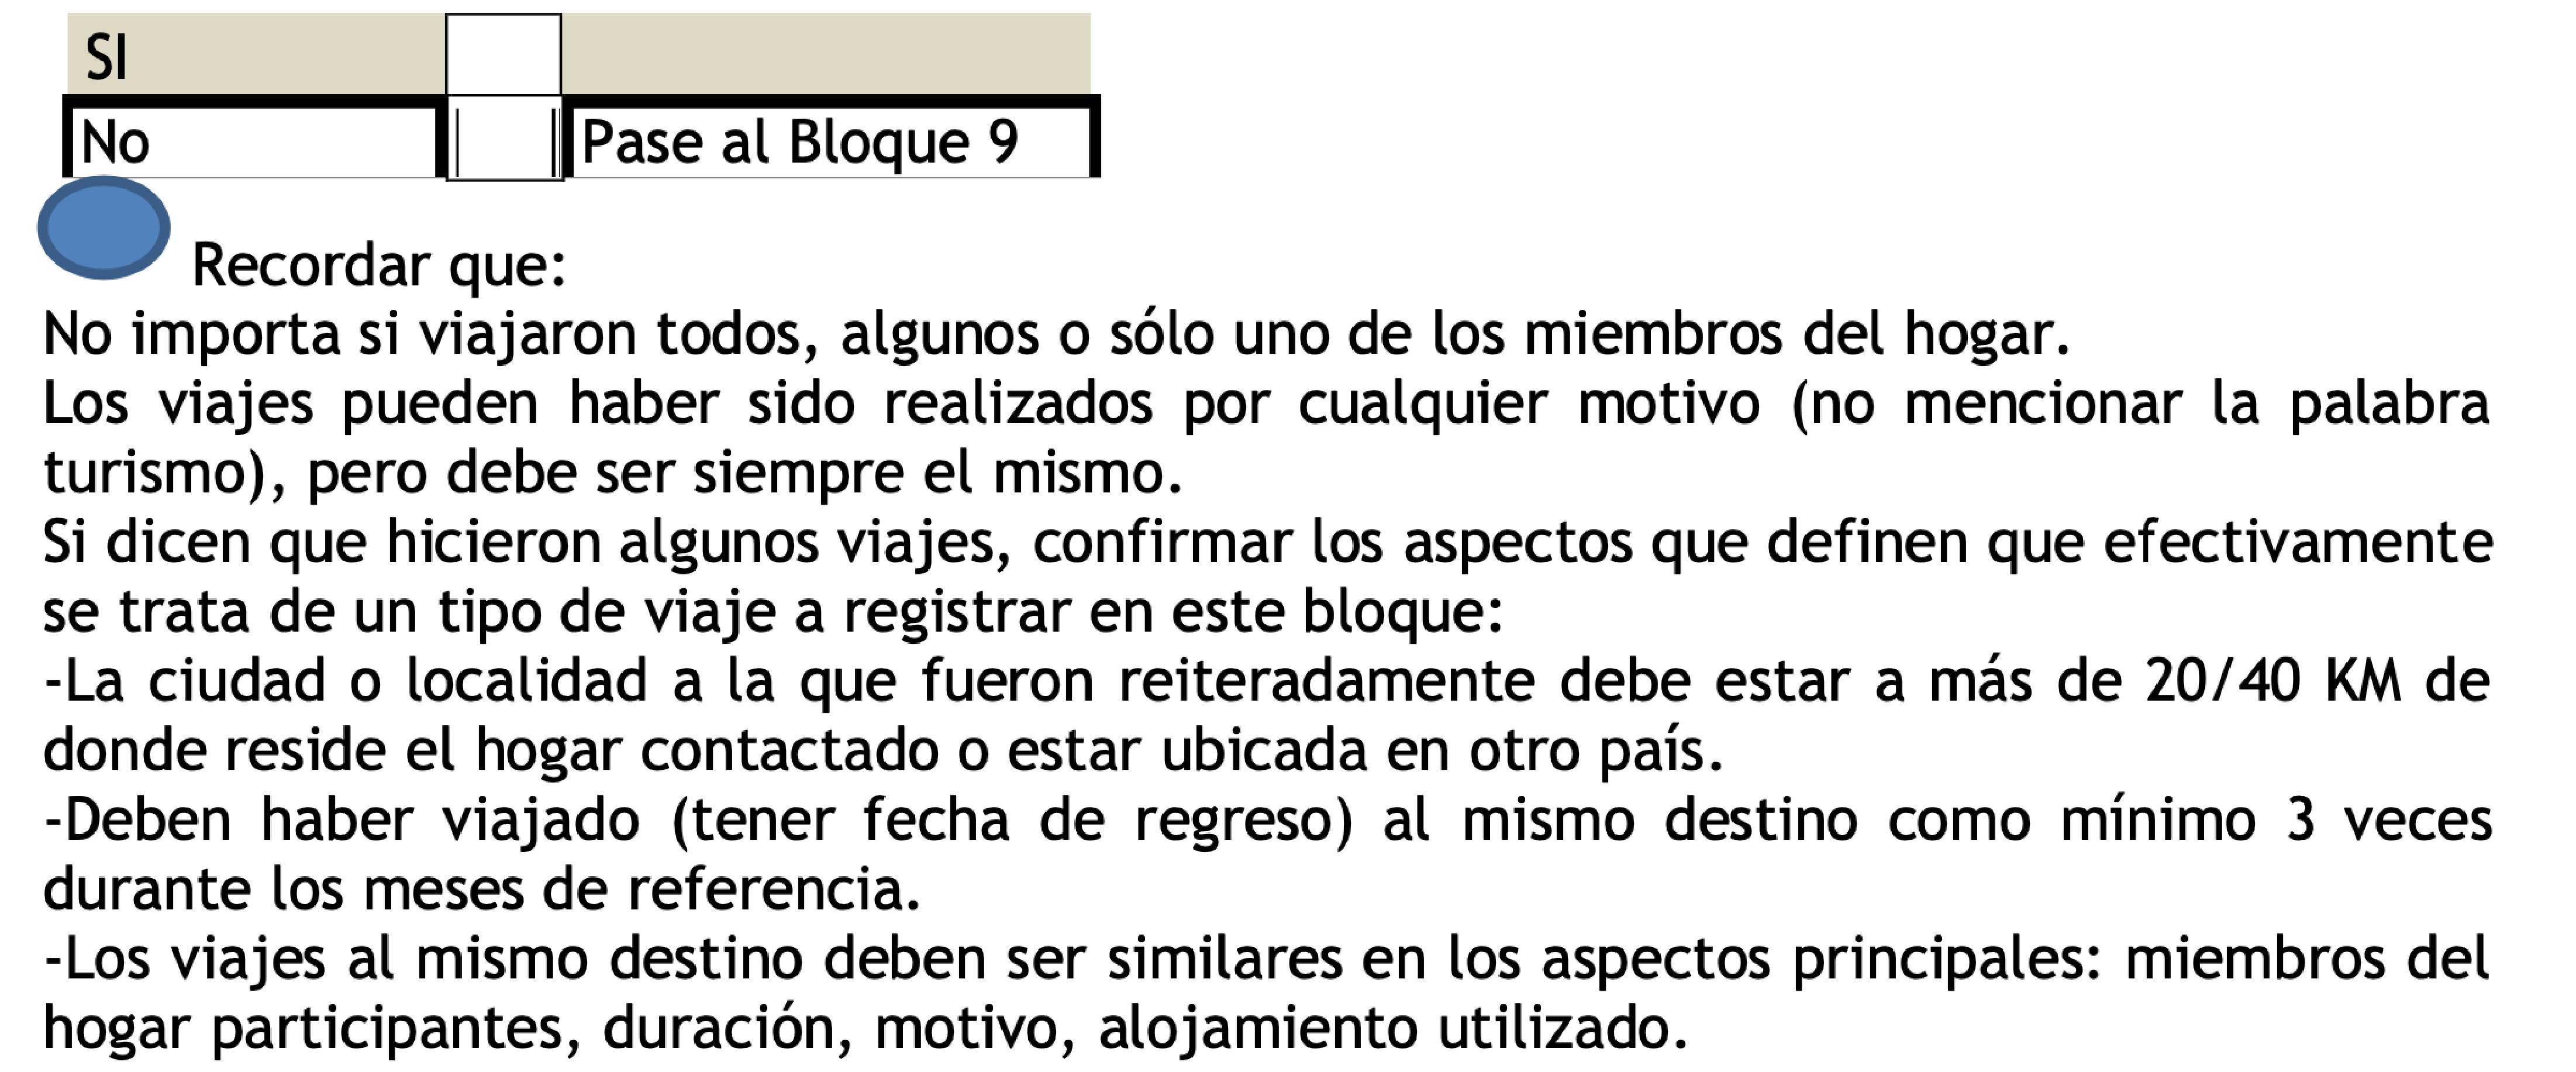 SI
No Pase al Bloque 9
Recordar que:
No importa si viajaron todos, algunos o sólo uno de los miembros del hogar.
Los viajes pueden haber sido realizados por cualquier motivo (no mencionar la palabra
turismo), pero debe ser siempre el mismo.
Si dicen que hicieron algunos viajes, confirmar los aspectos que definen que efectivamente
se trata de un tipo de viaje a registrar en este bloque:
-La ciudad o localidad a la que fueron reiteradamente debe estar a más de 20/40 KM de
donde reside el hogar contactado o estar ubicada en otro país.
-Deben haber viajado (tener fecha de regreso) al mismo destino como mínimo 3 veces
durante los meses de referencia.
-Los viajes al mismo destino deben ser similares en los aspectos principales: miembros del
hogar participantes, duración, motivo, alojamiento utilizado.